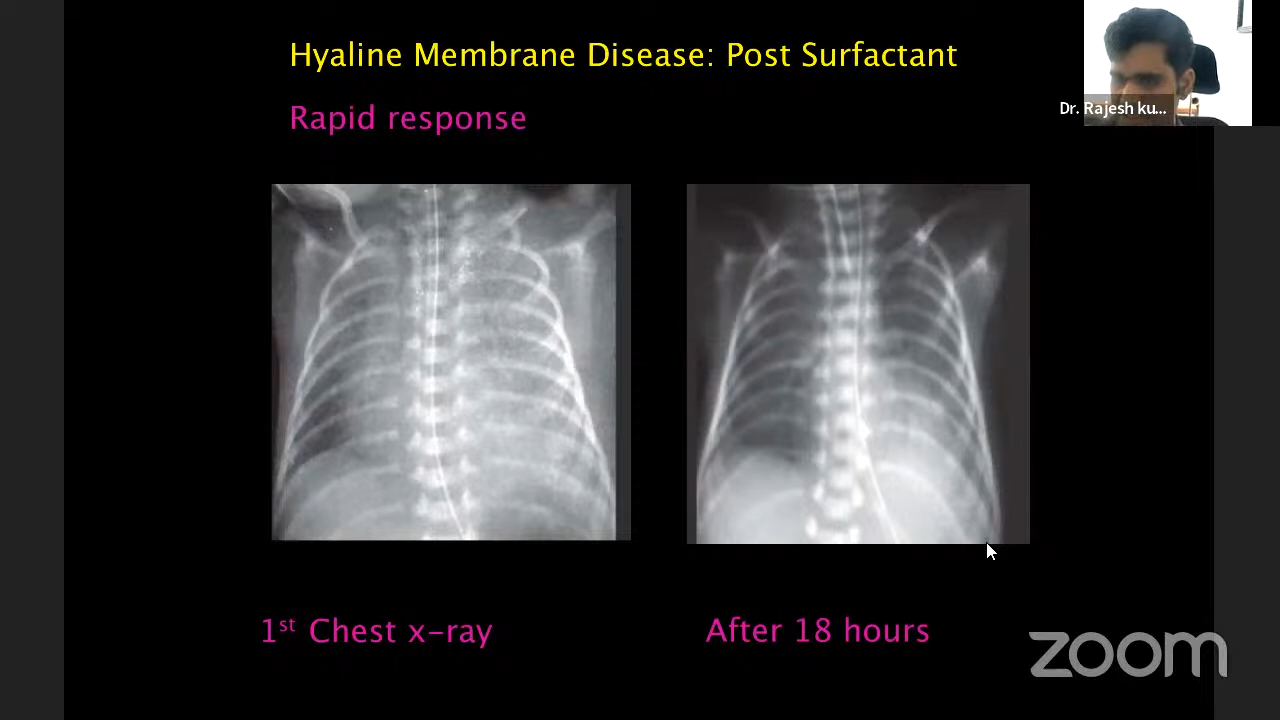 Hyaline Membrane Disease: Post Surfactant
Dr. Rajesh ku...
Rapid response
1st Chest x-ray
After 18 hours
zoom